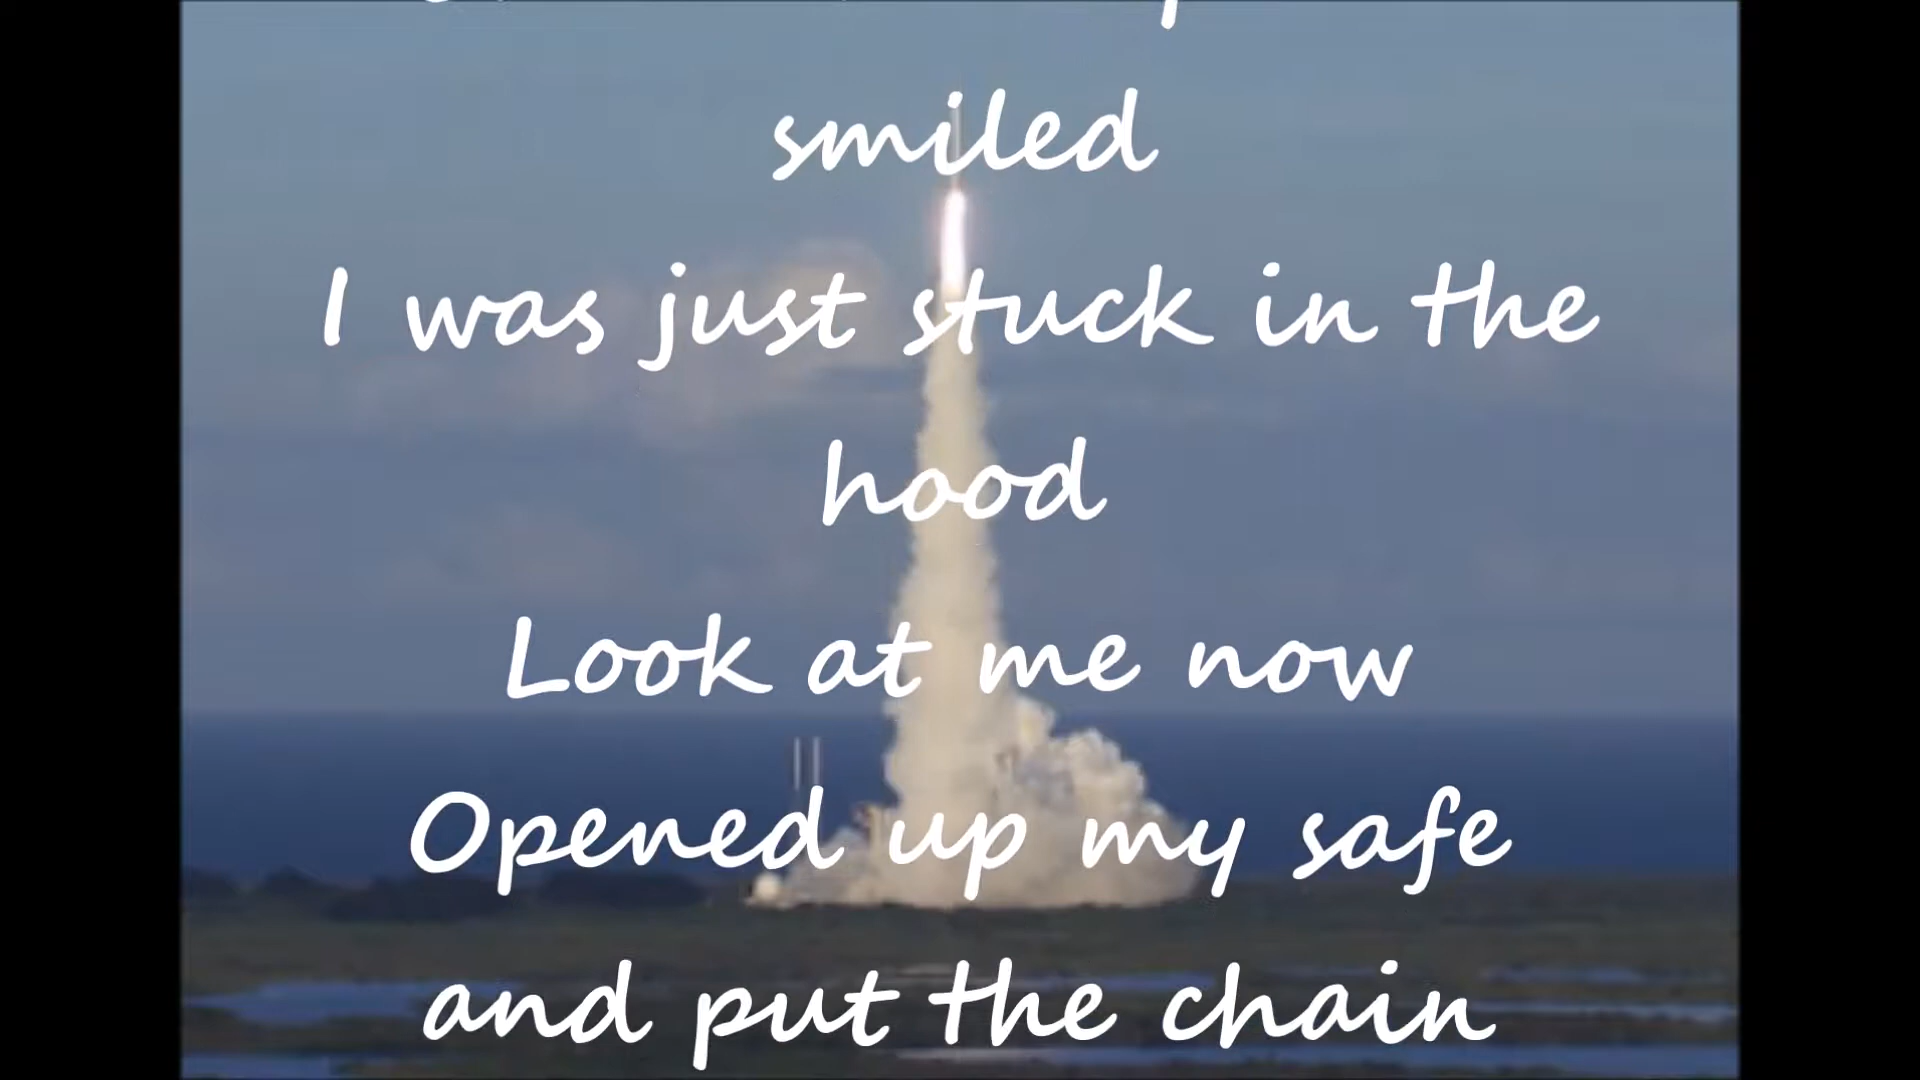 smiled
I was just stuck in the
hood
Look at me now
Opened up my safe
and put the chain